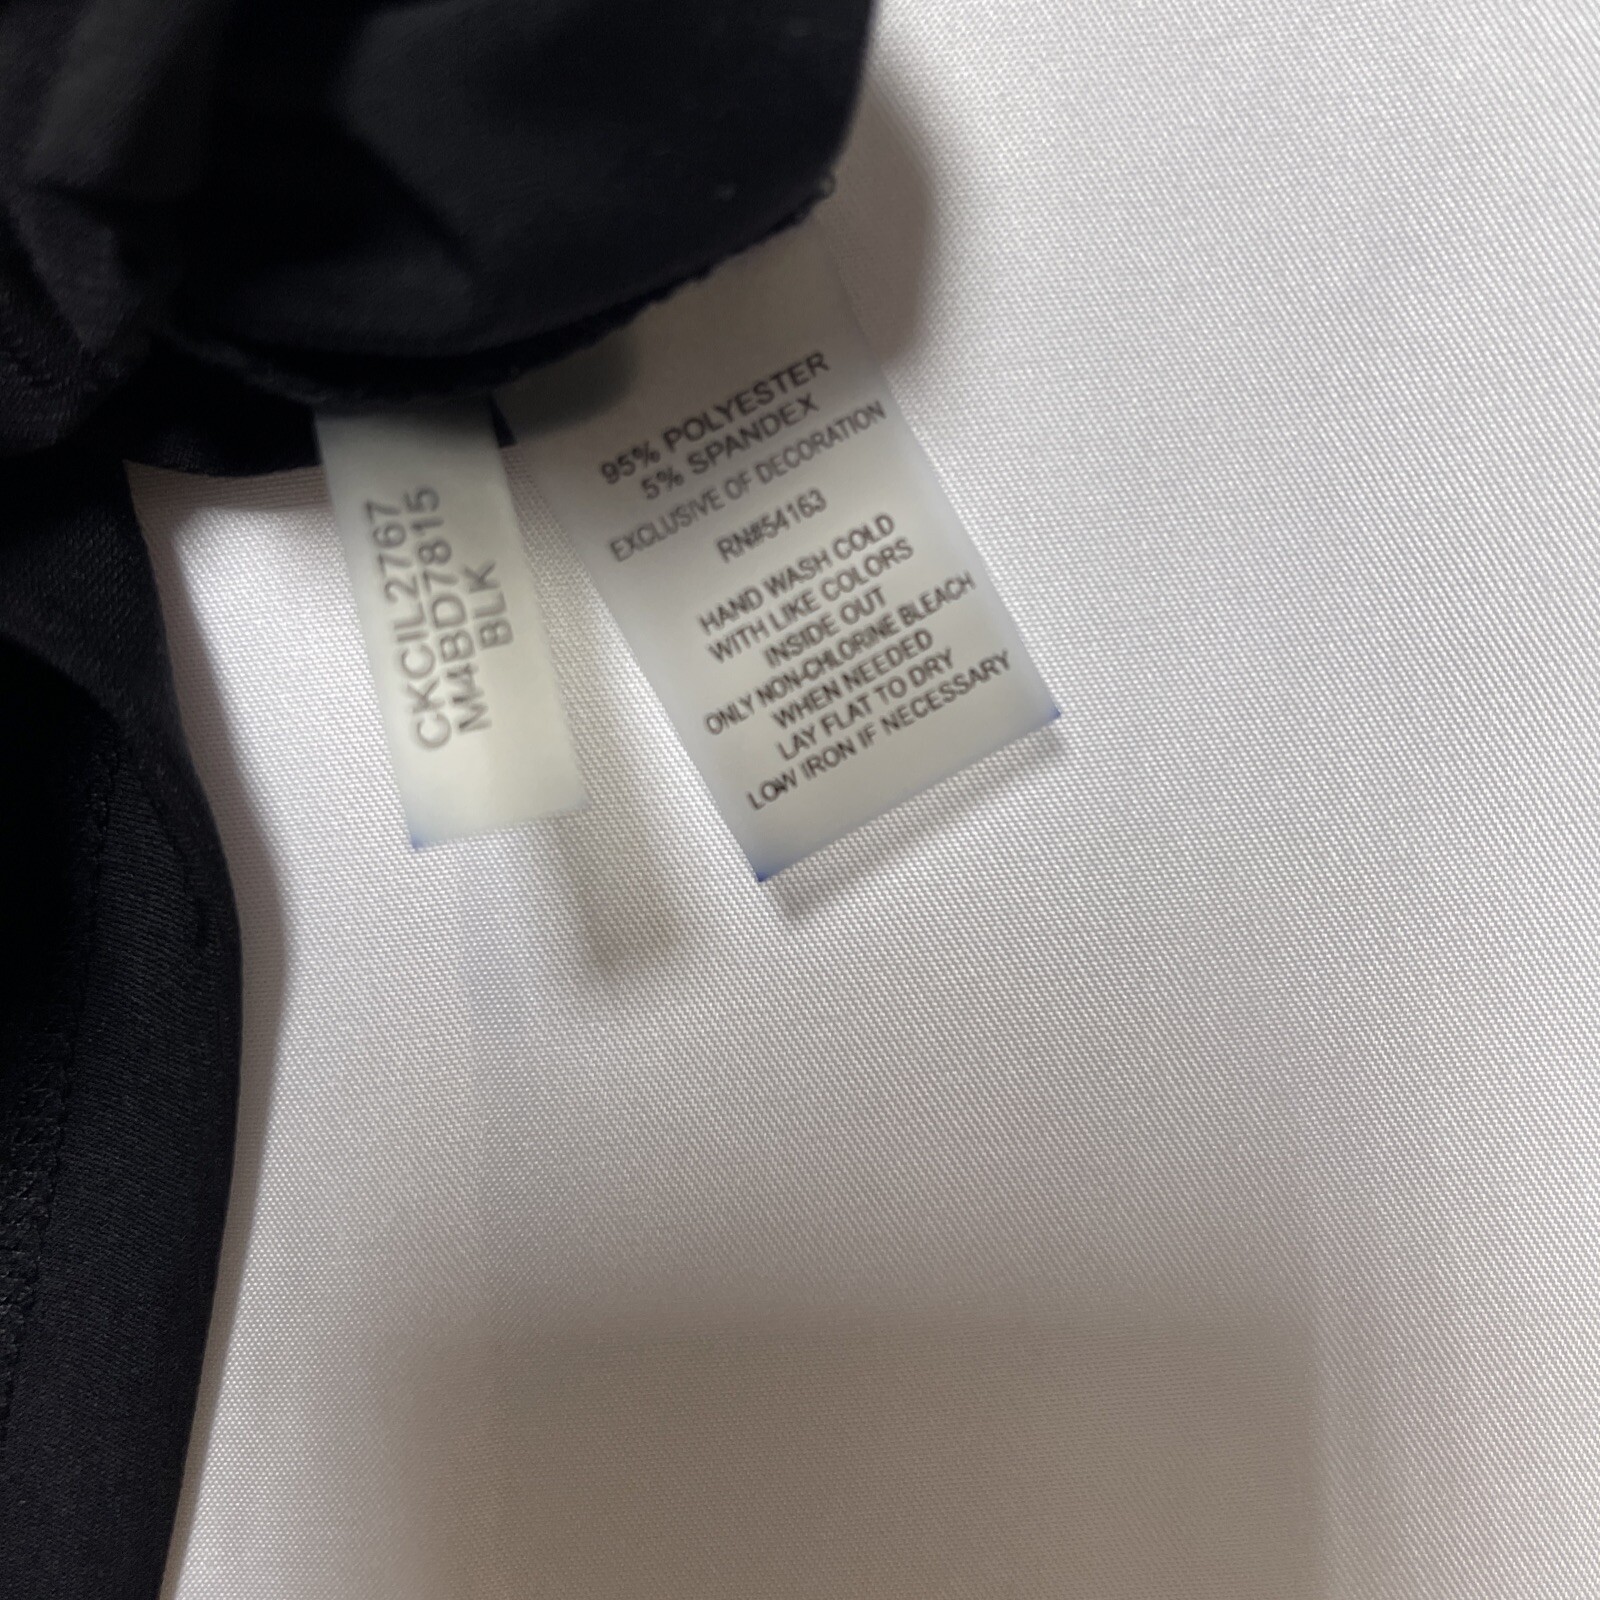 CKCIL2767
M4BD7815
BLK
95% POLYESTER
5% SPANDEX
EXCLUSIVE OF DECORATION
RN#54163
HAND WASH COLD
WITH LIKE COLORS
INSIDE OUT
ONLY NON-CHLORINE BLEACH
WHEN NEEDED
LAY FLAT TO DRY
LOW IRON IF NECESSARY